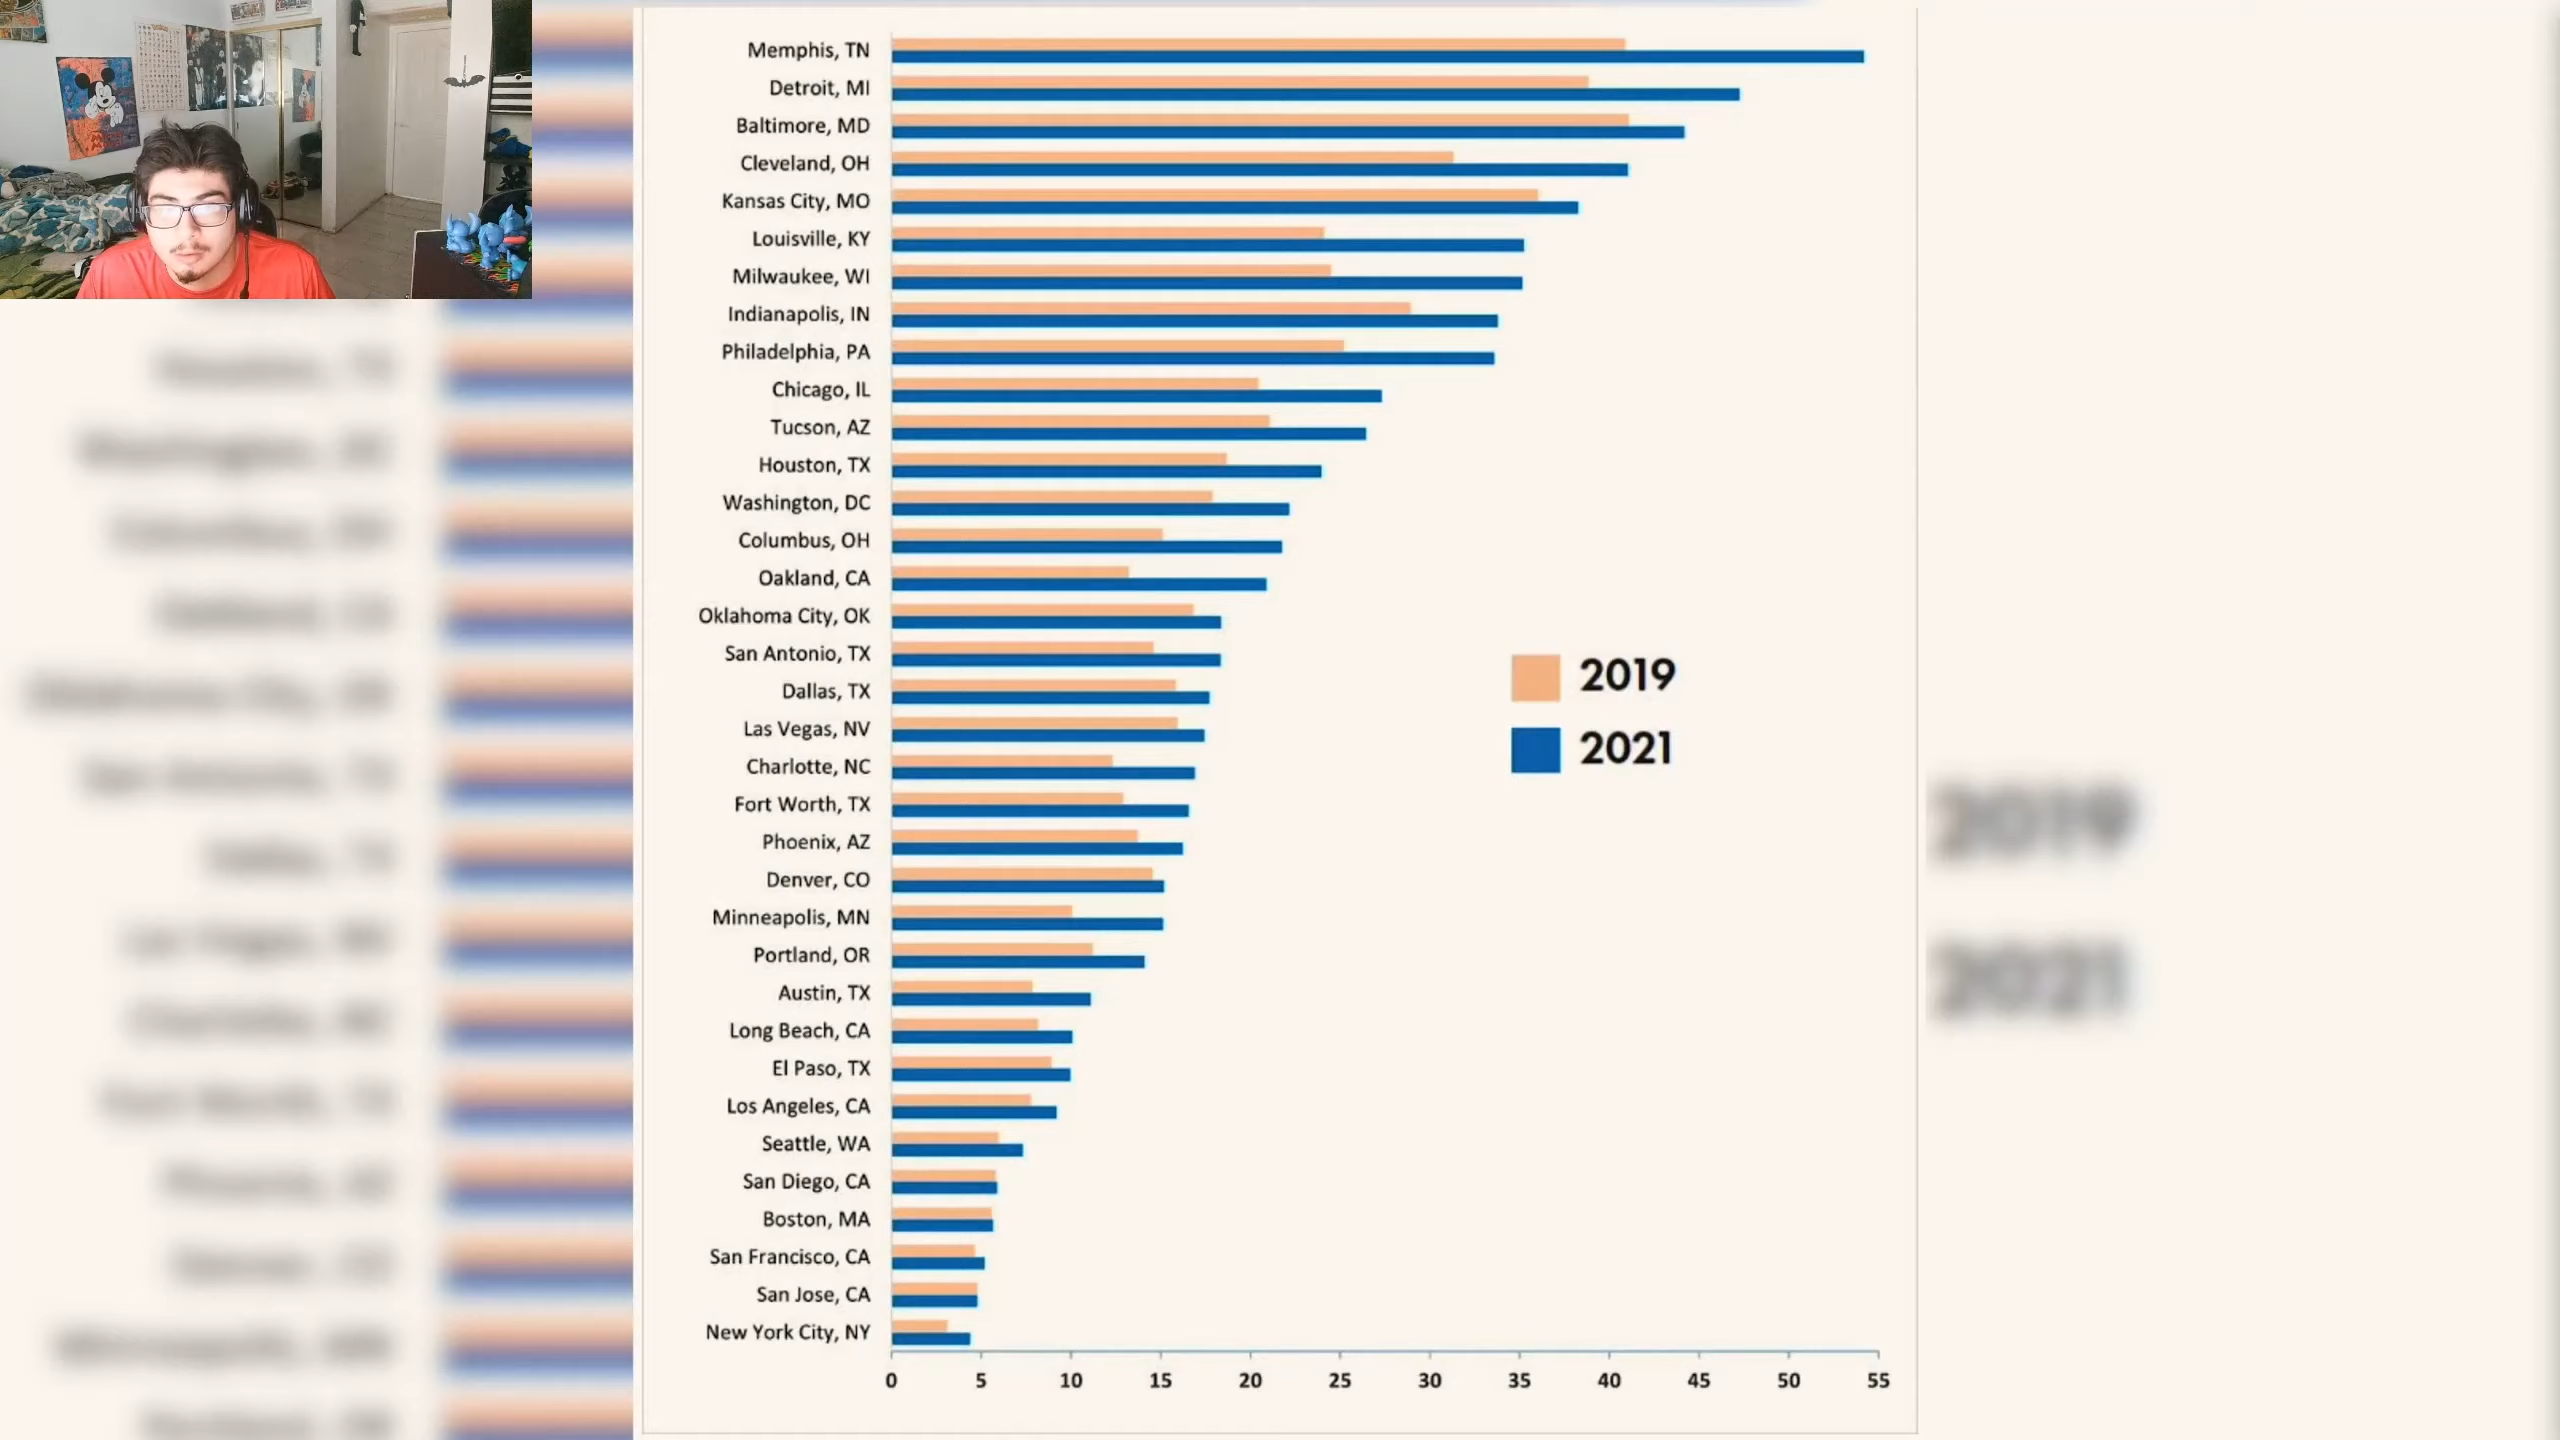 Memphis, TN
Detroit, MI
Baltimore, MD
Cleveland, OH
Kansas City, MO
Louisville, KY
Milwaukee, WI
Indianapolis, IN
Philadelphia, PA
Chicago, IL
Tucson, AZ
Houston, TX
Washington, DC
Columbus, OH
Oakland, CA
Oklahoma City, OK
San Antonio, TX
Dallas, TX
Las Vegas, NV
Charlotte, NC
Fort Worth, TX
Phoenix, AZ
Denver, CO
Minneapolis, MN
Portland, OR
Austin, TX
Long Beach, CA
El Paso, TX
Los Angeles, CA
Seattle, WA
San Diego, CA
Boston, MA
San Francisco, CA
San Jose, CA
New York City, NY
0 5 10 15 20 25 30 35 40 45 50 55
2019
2021
2019
2021